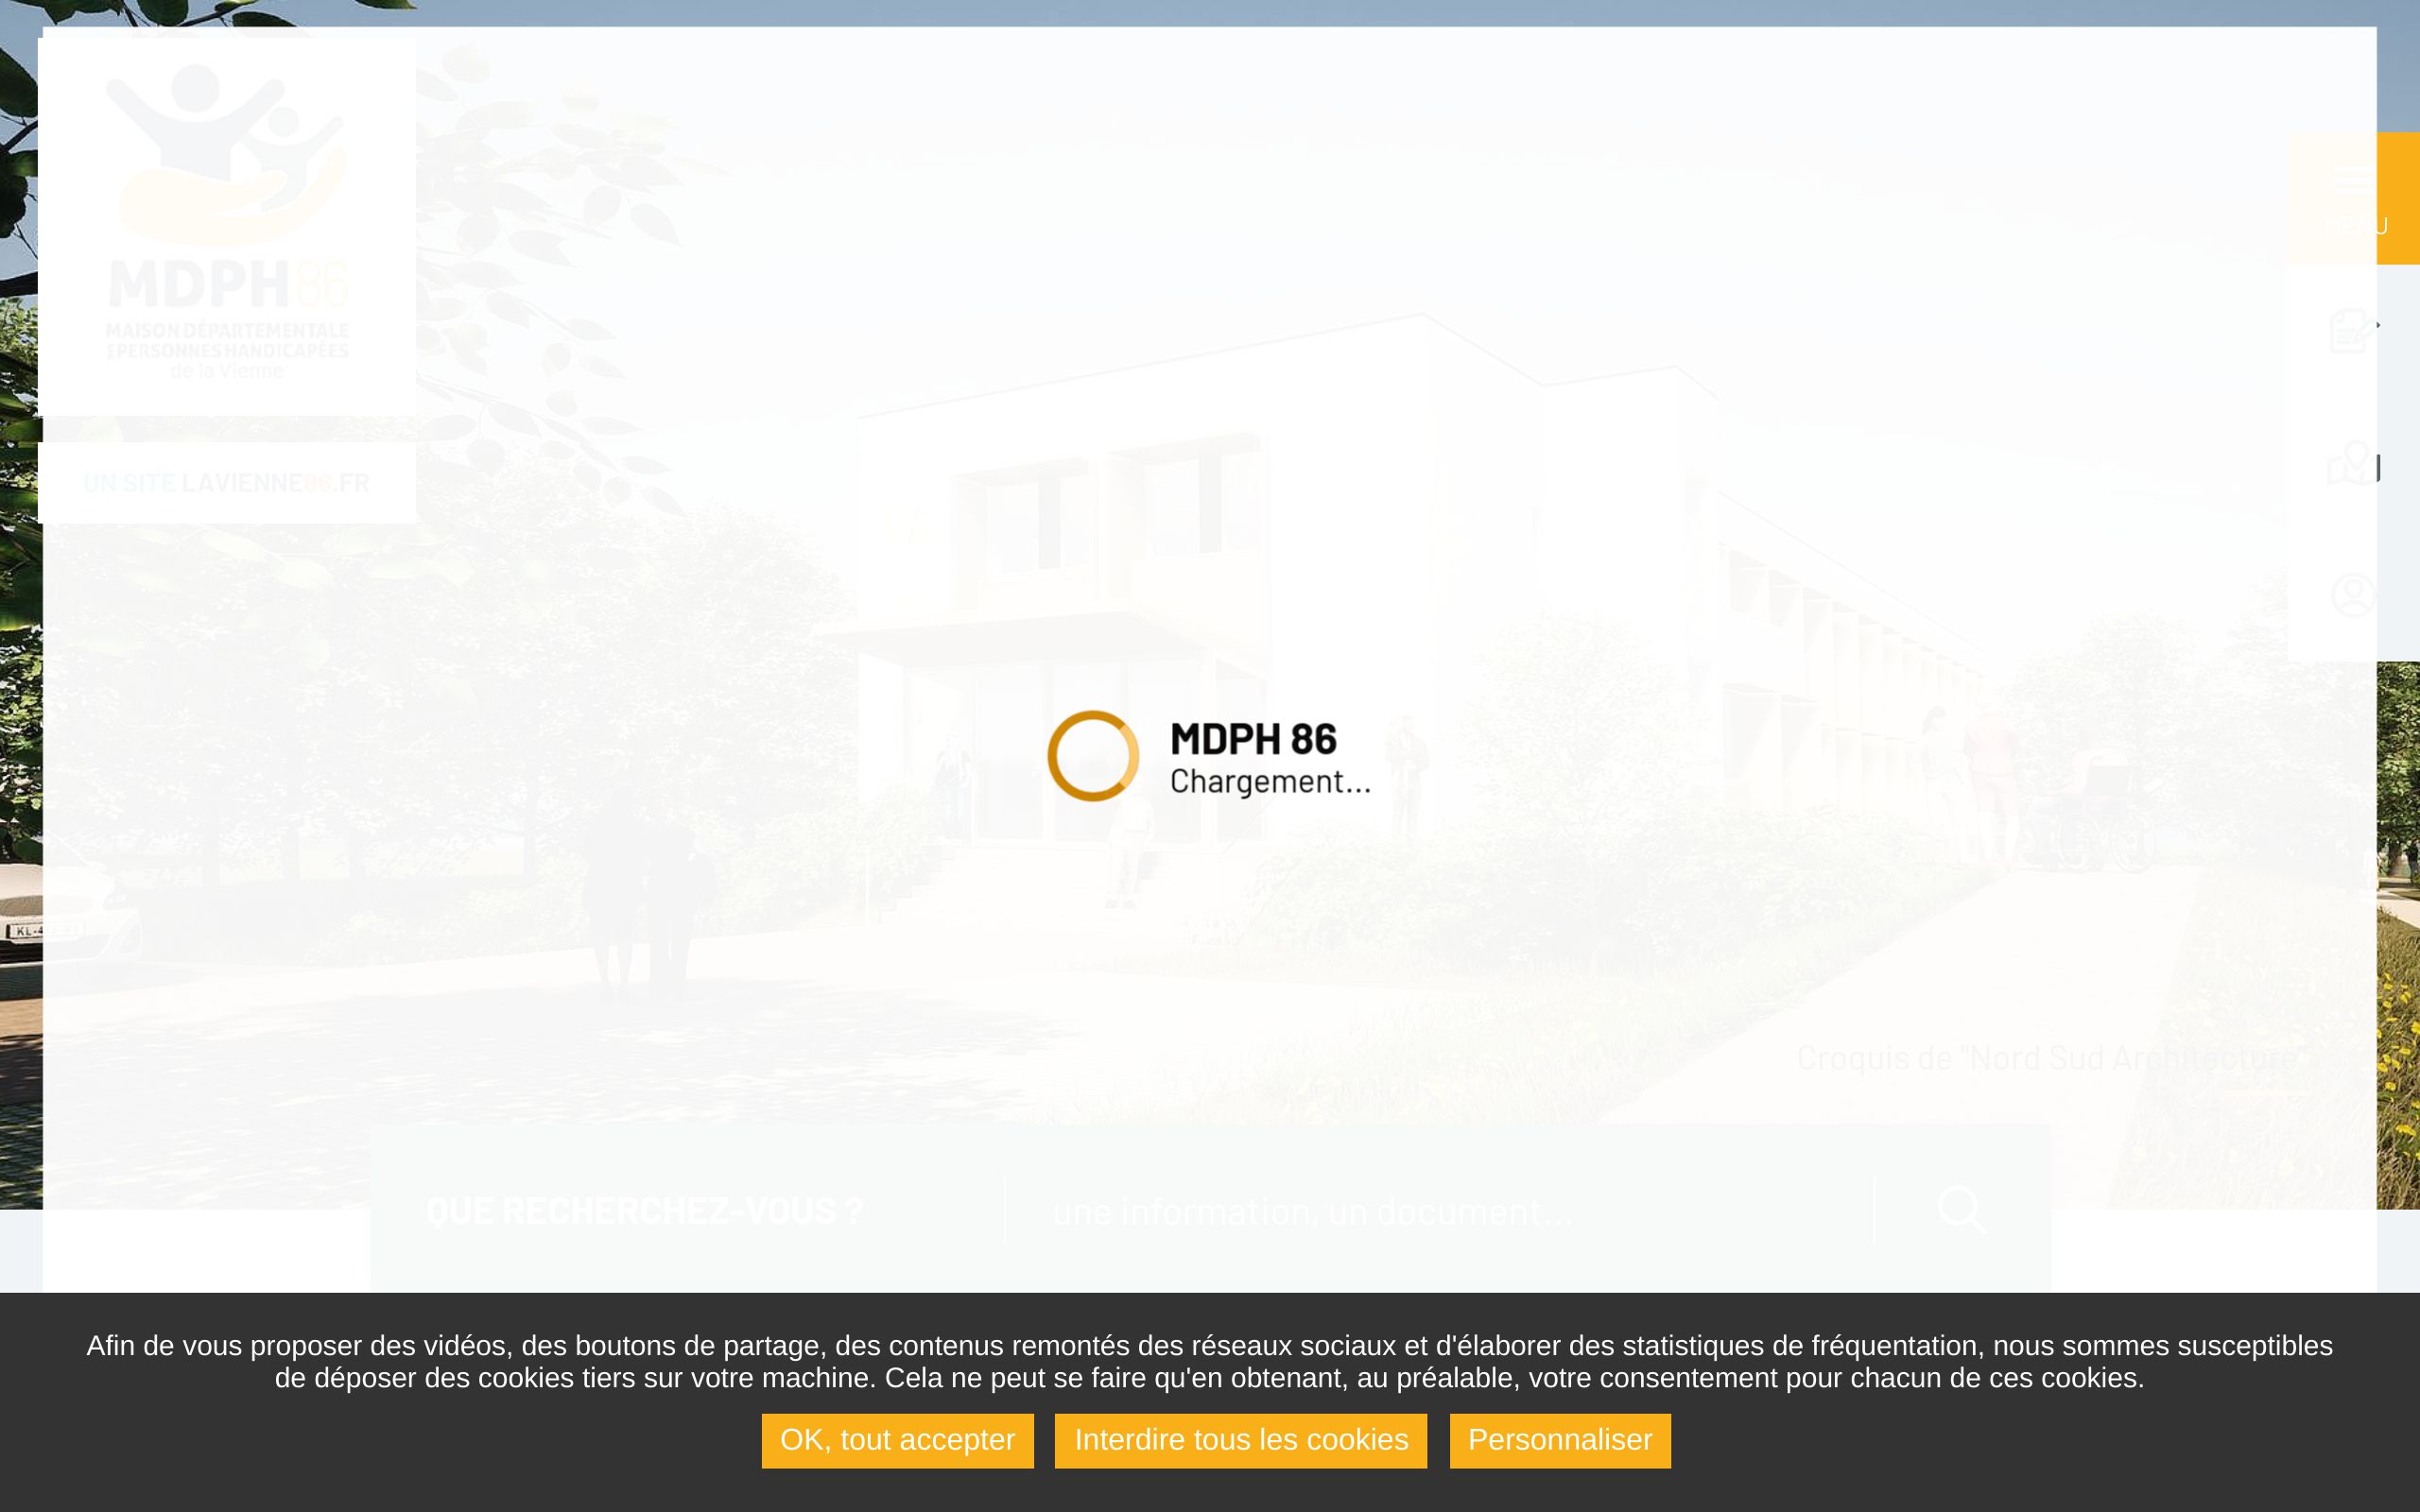 MDPH 86
MAISON DÉPARTEMENTALE
DES PERSONNES HANDICAPÉES
de la Vienne
UN SITE LAVIENNE86.FR
MDPH 86
Chargement...
Croquis de "Nord Sud Architecture"
QUE RECHERCHEZ-VOUS ?
une information, un document...
Afin de vous proposer des vidéos, des boutons de partage, des contenus remontés des réseaux sociaux et d'élaborer des statistiques de fréquentation, nous sommes susceptibles
de déposer des cookies tiers sur votre machine. Cela ne peut se faire qu'en obtenant, au préalable, votre consentement pour chacun de ces cookies.
OK, tout accepter
Interdire tous les cookies
Personnaliser